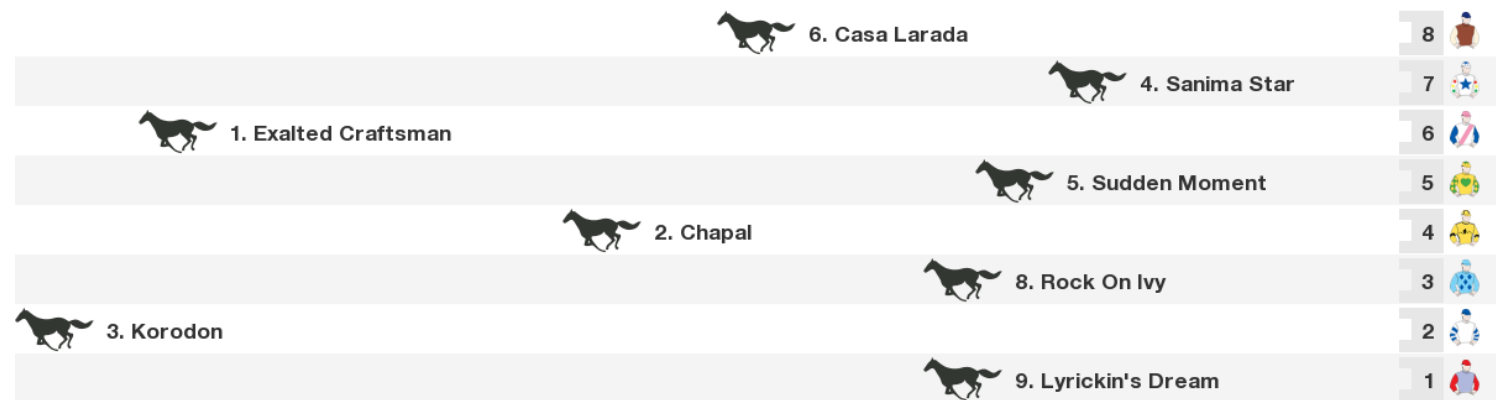 6. Casa Larada 8
4. Sanima Star 7
1. Exalted Craftsman 6
5. Sudden Moment 5
2. Chapal 4
8. Rock On Ivy 3
3. Korodon 2
9. Lyrickin's Dream 1